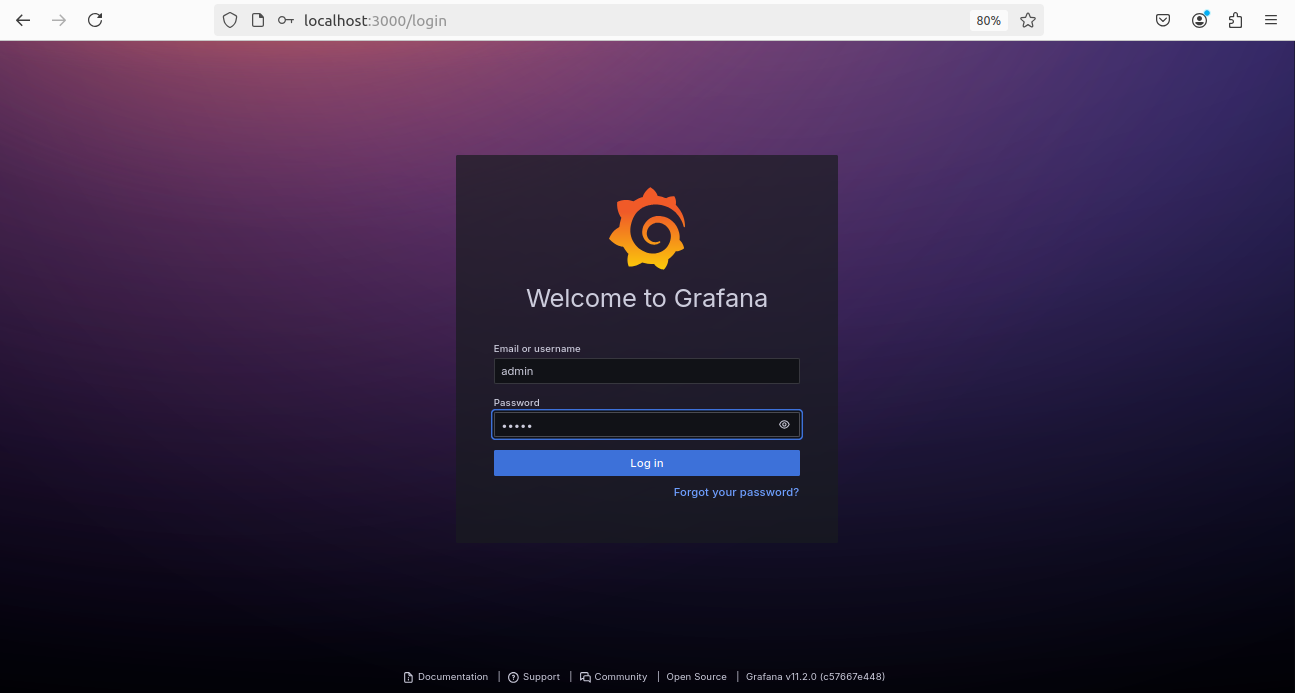 localhost:3000/login
80%
Welcome to Grafana
Email or username
admin
Password
•••••
Log in
Forgot your password?
Documentation | Support | Community | Open Source | Grafana v11.2.0 (c57667e448)